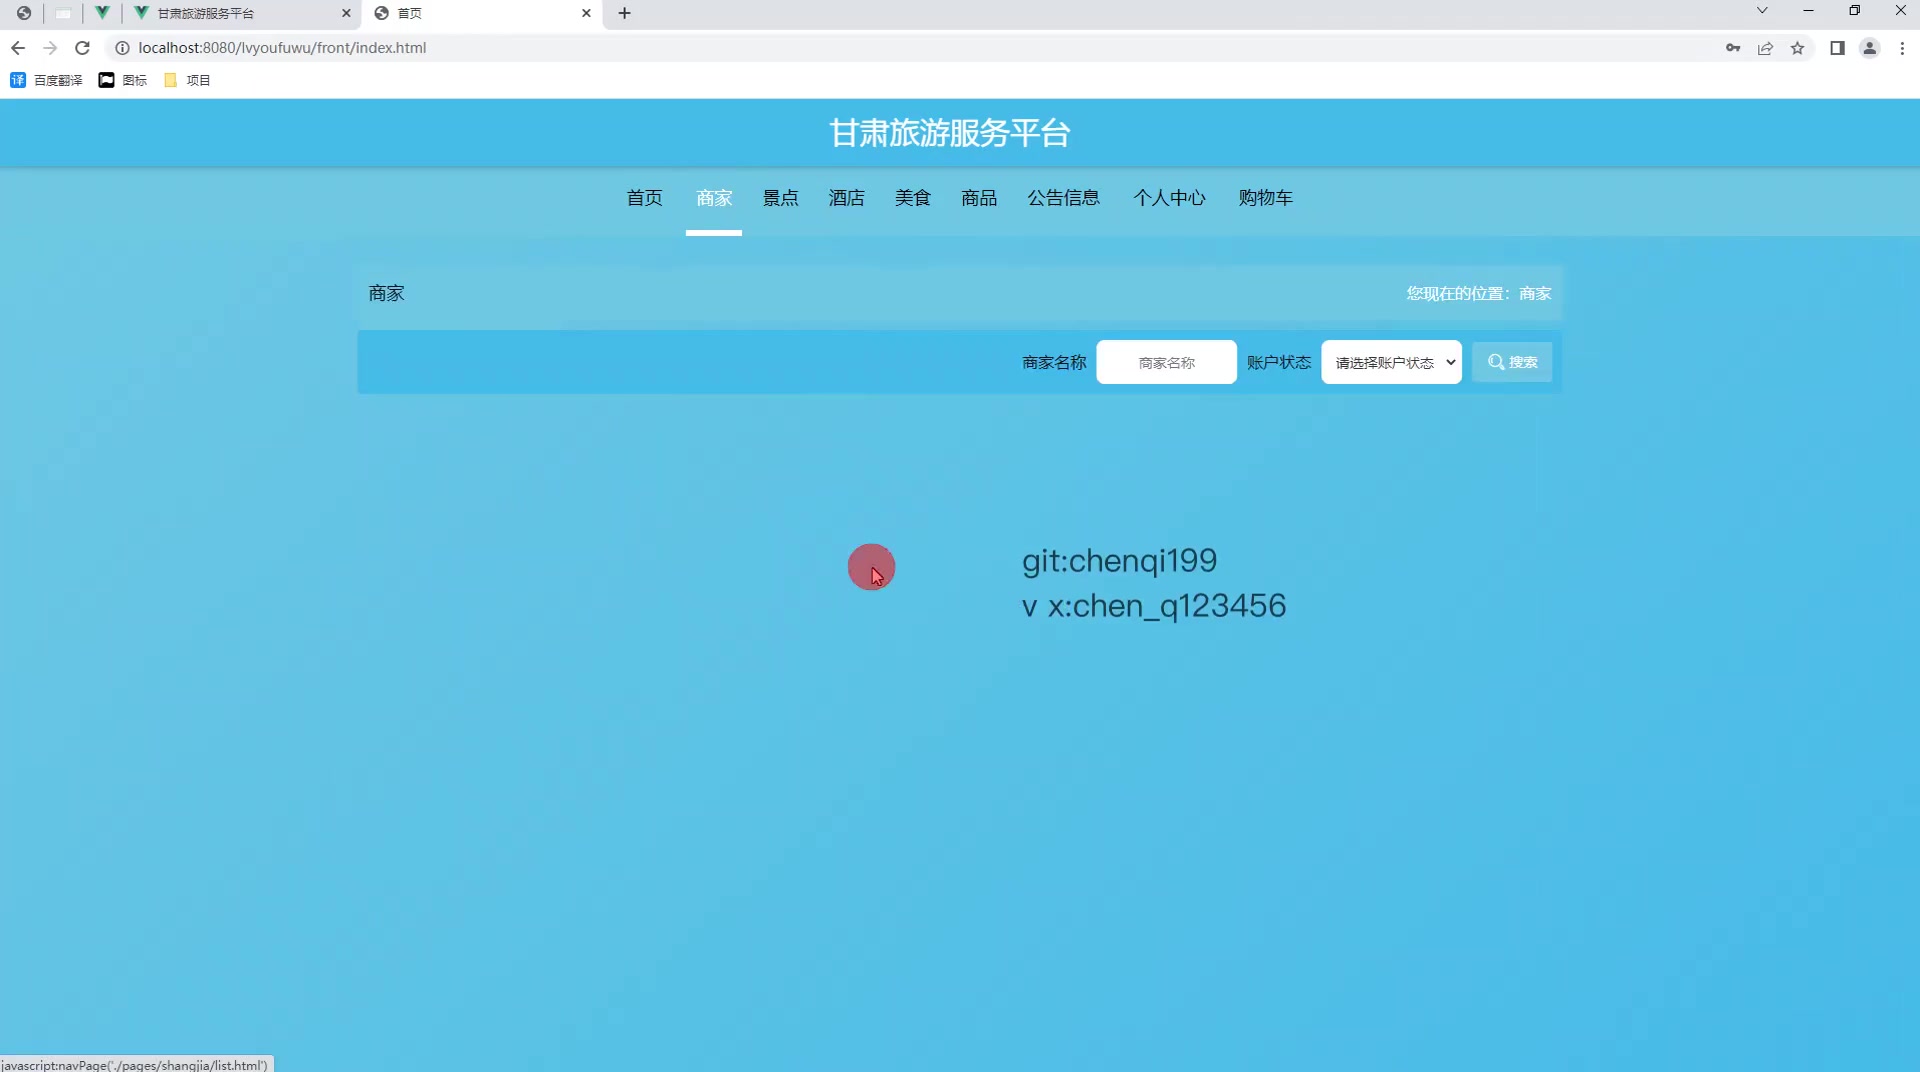 甘肃旅游服务平台
首页
localhost:8080/lvyoufuwu/front/index.html
百度翻译 图标 项目
甘肃旅游服务平台
首页 商家 景点 酒店 美食 商品 公告信息 个人中心 购物车
商家 您现在的位置：商家
商家名称 商家名称 账户状态 请选择账户状态 搜索
git:chenqi199
v x:chen_q123456
javascript:navPage('./pages/shangjia/list.html')